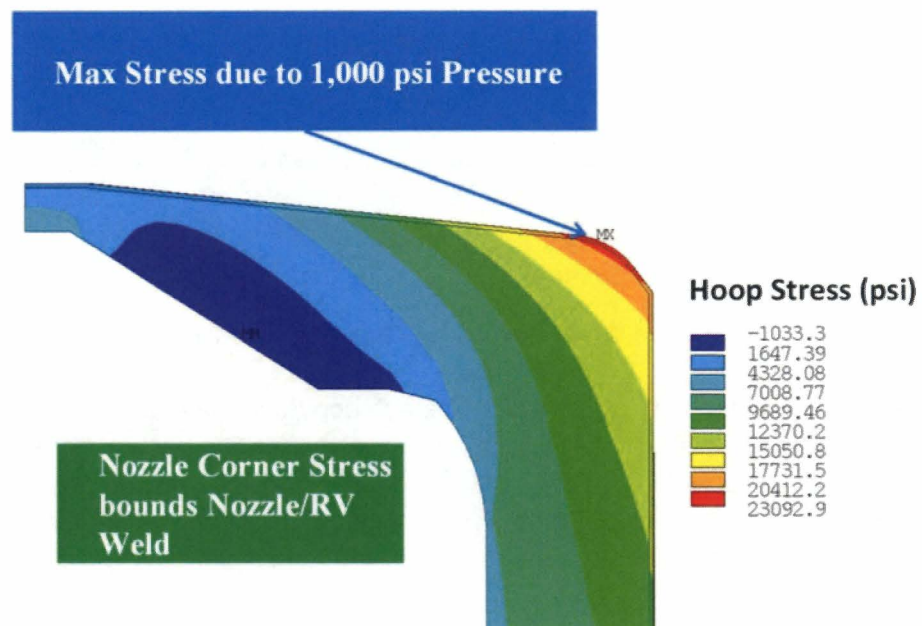 Max Stress due to 1,000 psi Pressure
MX
Hoop Stress (psi)
-1033.3
1647.39
4328.08
7008.77
9689.46
12370.2
15050.8
17731.5
20412.2
23092.9
MN
Nozzle Corner Stress
bounds Nozzle/RV
Weld